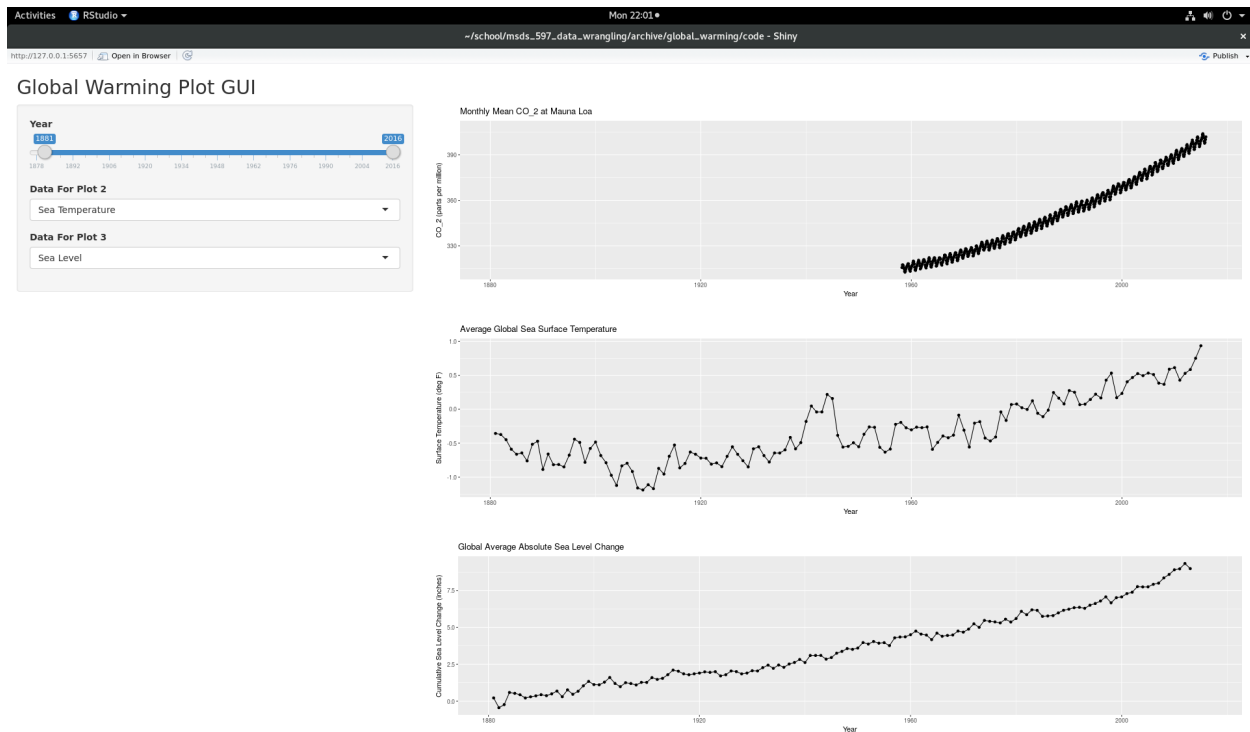 Activities RStudio Mon 22:01
~/school/msds_597_data_wrangling/archive/global_warming/code - Shiny ×
http://127.0.0.1:5657 Open in Browser Publish
Global Warming Plot GUI
Year
1881 2016
1878 1892 1906 1920 1934 1948 1962 1976 1990 2004 2016
Data For Plot 2
Sea Temperature
Data For Plot 3
Sea Level
Monthly Mean CO_2 at Mauna Loa
CO_2 (parts per million)
390
360
330
1880 1920 1960 2000
Year
Average Global Sea Surface Temperature
Surface Temperature (deg F)
1.0
0.5
0.0
-0.5
-1.0
1880 1920 1960 2000
Year
Global Average Absolute Sea Level Change
Cumulative Sea Level Change (inches)
7.5
5.0
2.5
0.0
1880 1920 1960 2000
Year